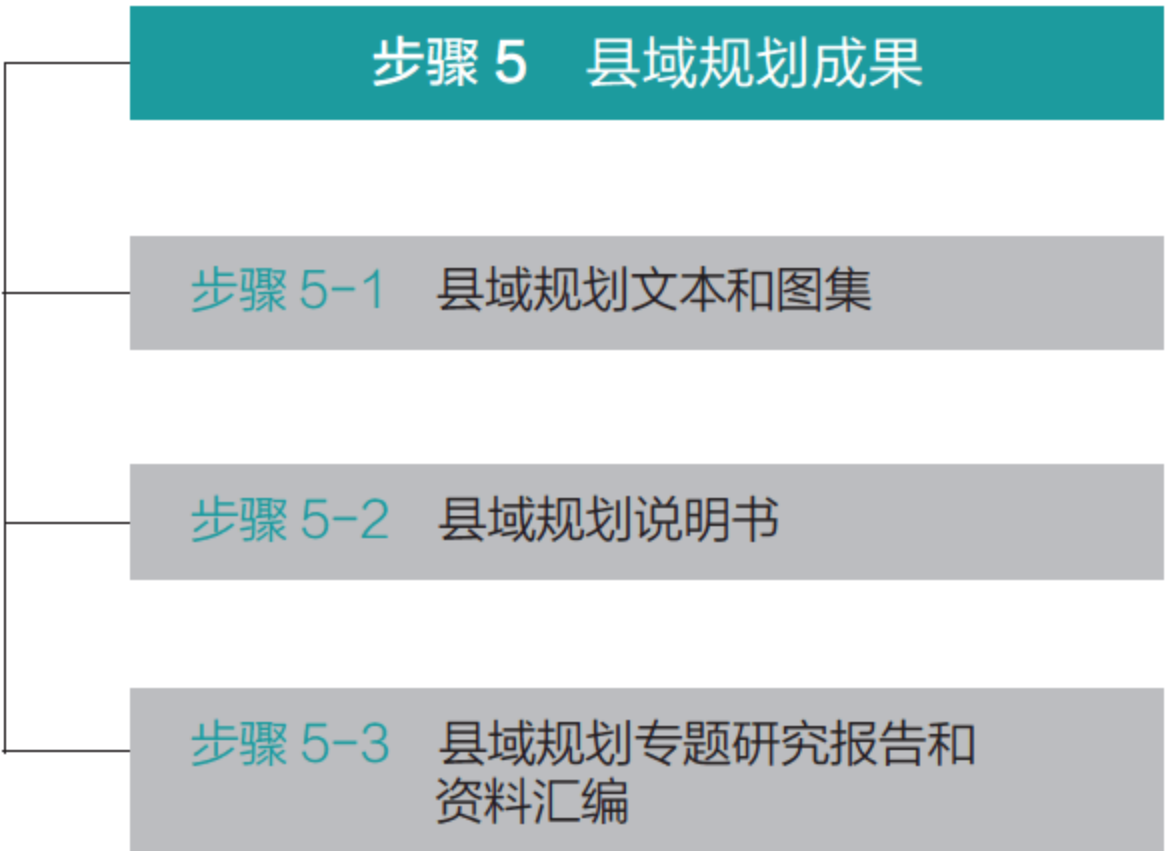 步骤 5 县域规划成果
步骤 5-1 县域规划文本和图集
步骤 5-2 县域规划说明书
步骤 5-3 县域规划专题研究报告和
资料汇编